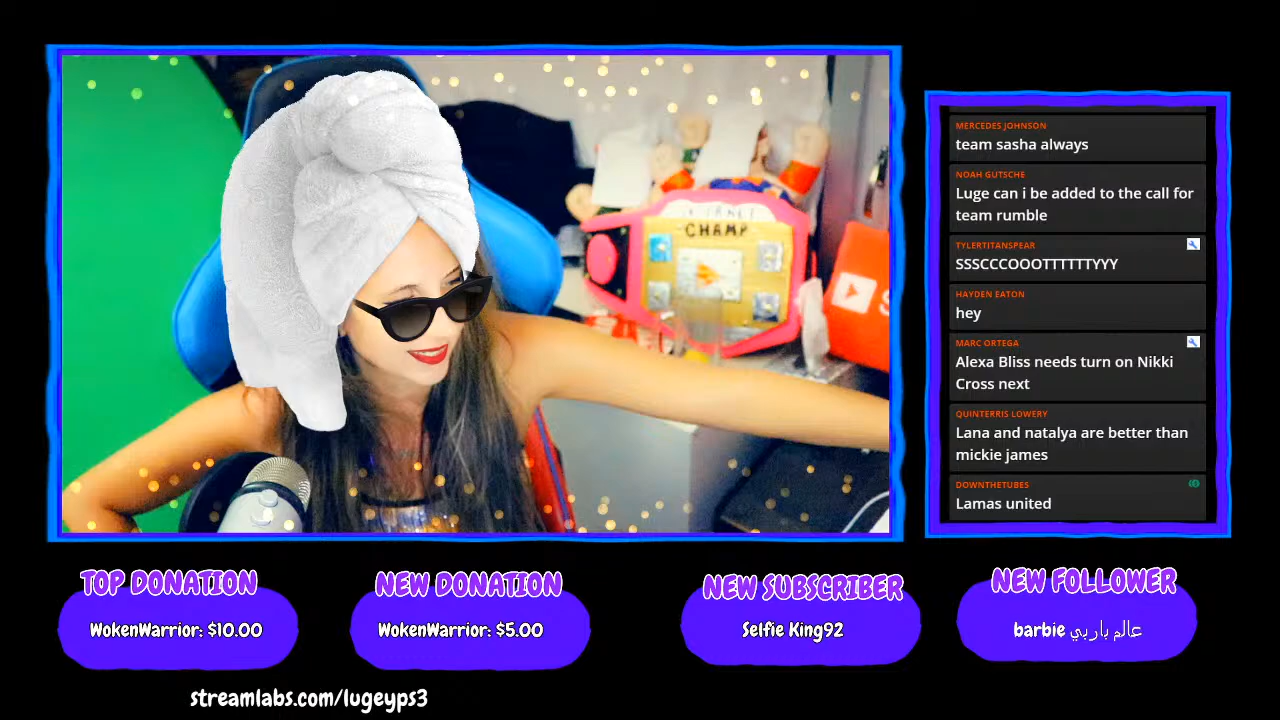 CHAMP
S
MERCEDES JOHNSON
team sasha always
NOAH GUTSCHE
Luge can i be added to the call for
team rumble
TYLERTITANSPEAR
SSSCCCOOOTTTTTTYYY
HAYDEN EATON
hey
MARC ORTEGA
Alexa Bliss needs turn on Nikki
Cross next
QUINTERRIS LOWERY
Lana and natalya are better than
mickie james
DOWNTHETUBES
Lamas united
TOP DONATION
WokenWarrior: $10.00
NEW DONATION
WokenWarrior: $5.00
NEW SUBSCRIBER
Selfie King92
NEW FOLLOWER
barbie عالم باربي
streamlabs.com/lugeyps3